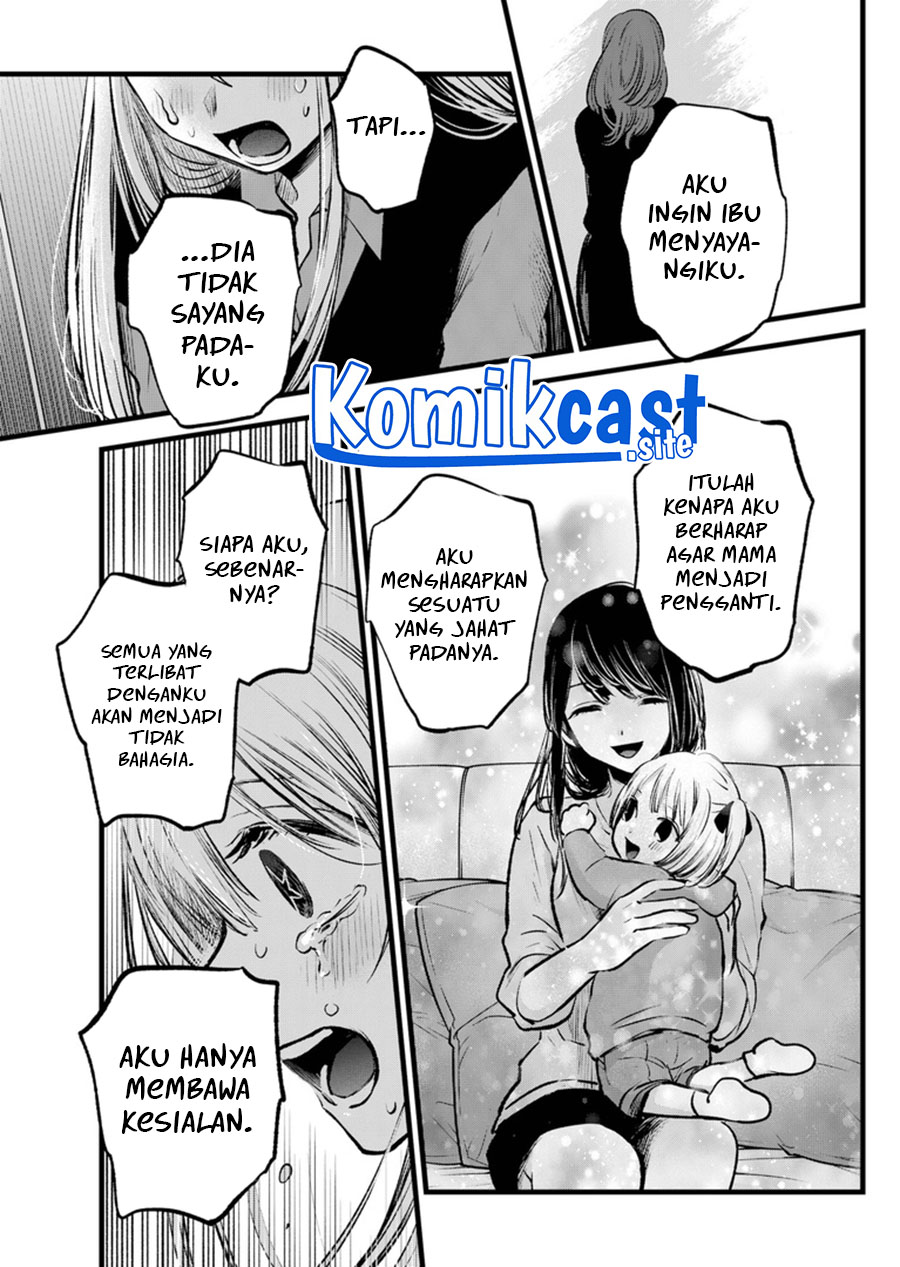 AKU
INGIN IBU
MENYAYA-
NGIKU.
TAPI...
...DIA
TIDAK
SAYANG
PADA-
KU.
Komikcast
.site
ITULAH
KENAPA AKU
BERHARAP
AGAR MAMA
MENJADI
PENGGANTI.
AKU
MENGHARAPKAN
SESUATU
YANG JAHAT
PADANYA.
SIAPA AKU,
SEBENAR-
NYA?
SEMUA YANG
TERLIBAT
DENGANKU
AKAN MENJADI
TIDAK
BAHAGIA.
AKU HANYA
MEMBAWA
KESIALAN.